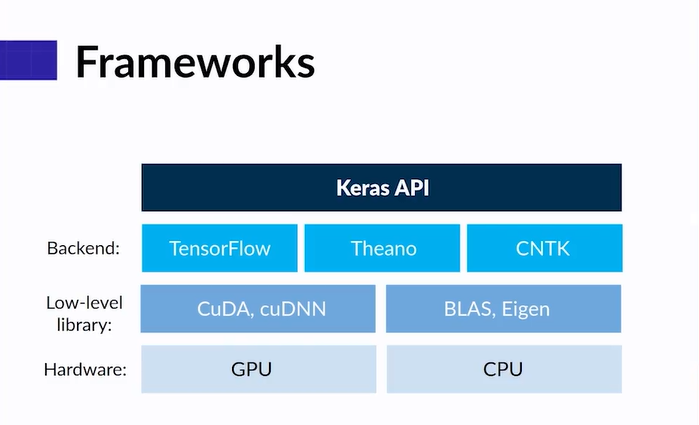 Frameworks
Keras API
Backend: TensorFlow Theano CNTK
Low-level
library: CuDA, cuDNN BLAS, Eigen
Hardware: GPU CPU